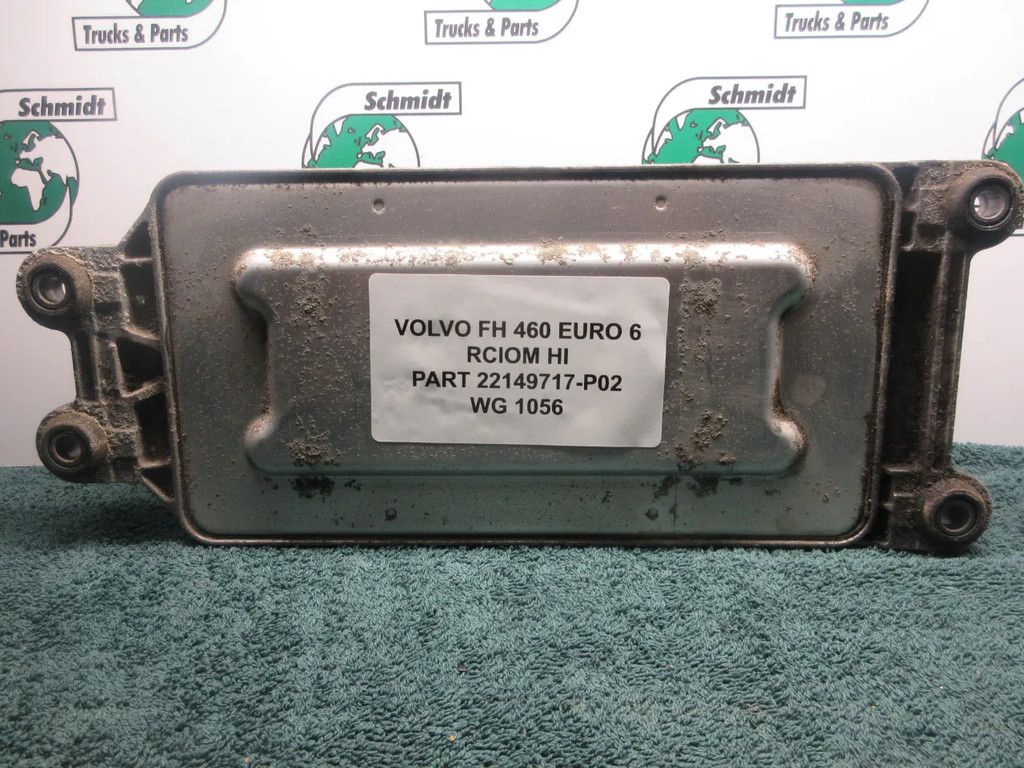 Trucks & Parts
Trucks & Parts
Trucks & Parts
Schmidt
Schmidt
Schmidt
Parts
VOLVO FH 460 EURO 6
RCIOM HI
PART 22149717-P02
WG 1056